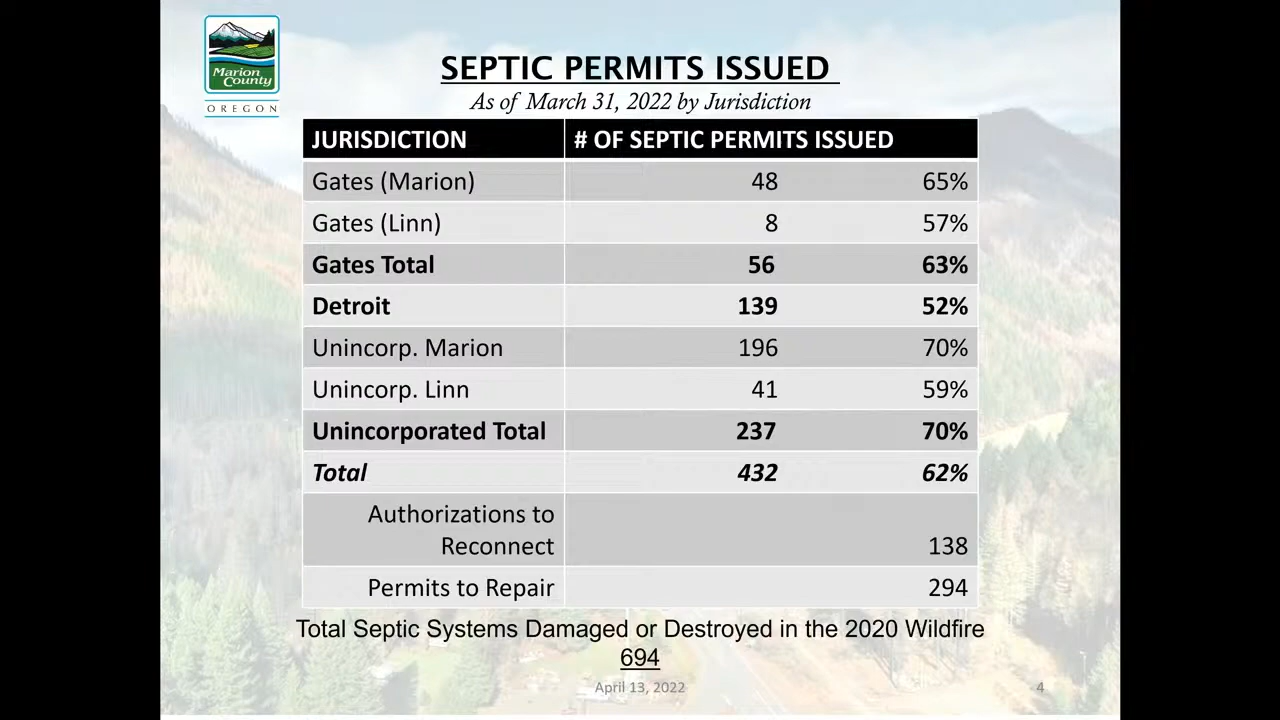 Marion
County
OREGON
SEPTIC PERMITS ISSUED
As of March 31, 2022 by Jurisdiction
JURISDICTION # OF SEPTIC PERMITS ISSUED
Gates (Marion) 48 65%
Gates (Linn) 8 57%
Gates Total 56 63%
Detroit 139 52%
Unincorp. Marion 196 70%
Unincorp. Linn 41 59%
Unincorporated Total 237 70%
Total 432 62%
Authorizations to
Reconnect 138
Permits to Repair 294
Total Septic Systems Damaged or Destroyed in the 2020 Wildfire
694
April 13, 2022 4